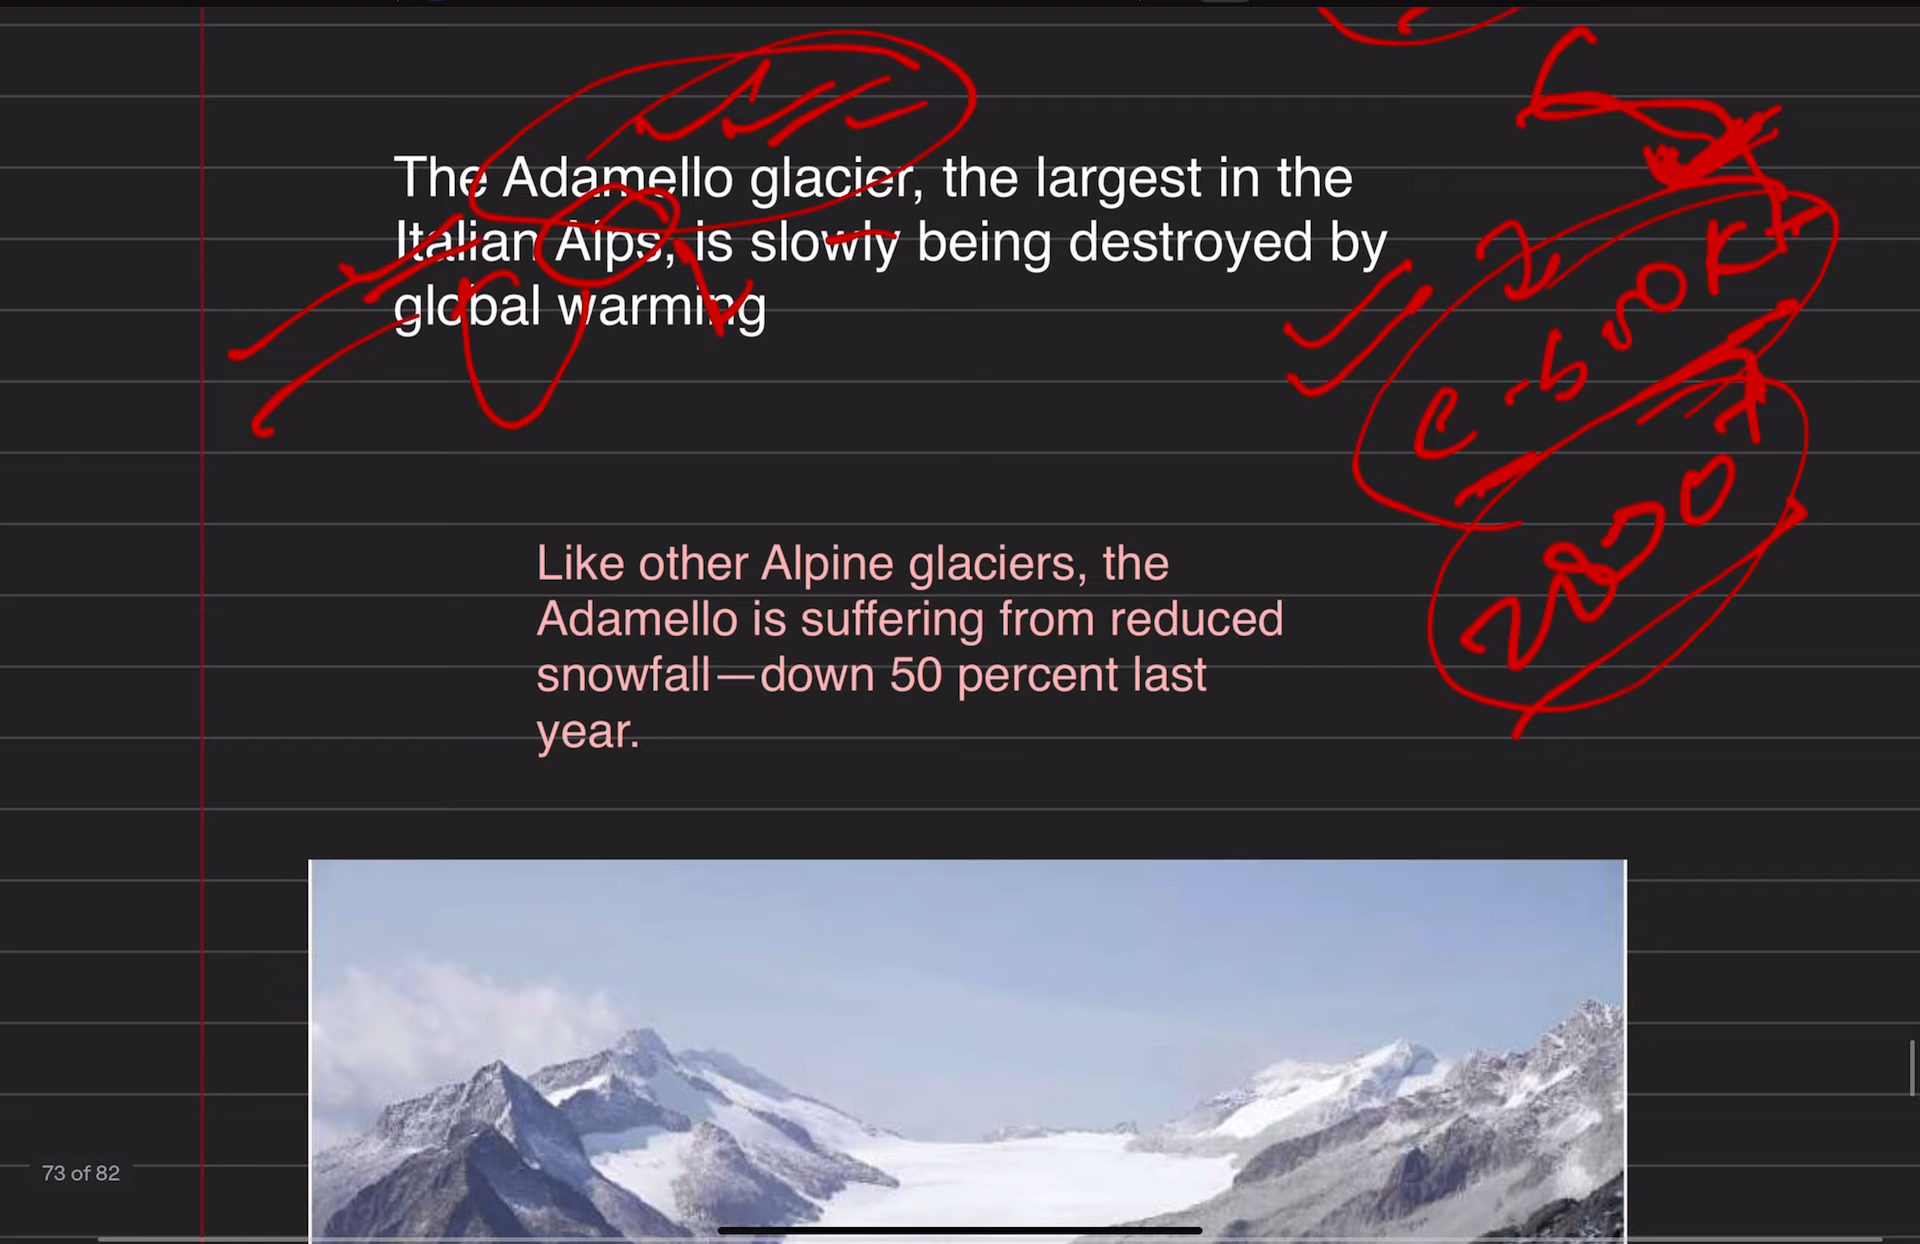 The Adamello glacier, the largest in the
Italian Alps, is slowly being destroyed by
global warming
e-book
Like other Alpine glaciers, the
Adamello is suffering from reduced
snowfall—down 50 percent last
year.
73 of 82